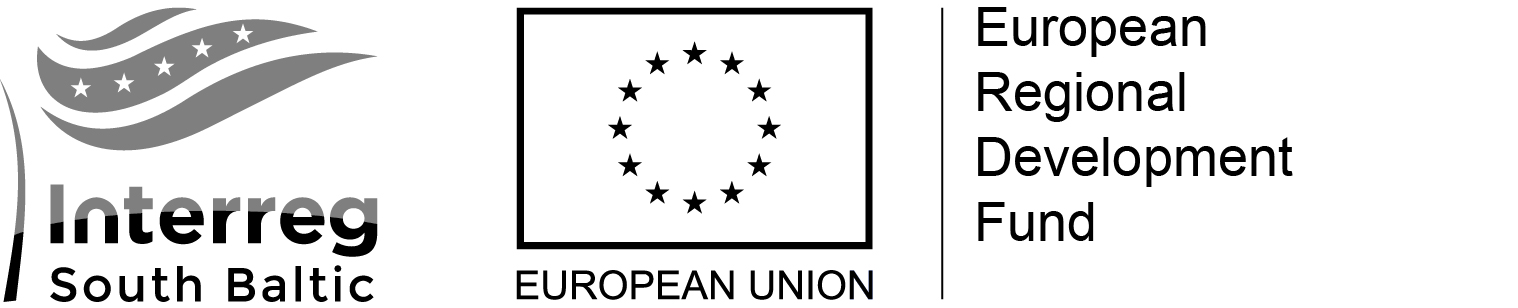 Interreg
South Baltic
EUROPEAN UNION
European
Regional
Development
Fund